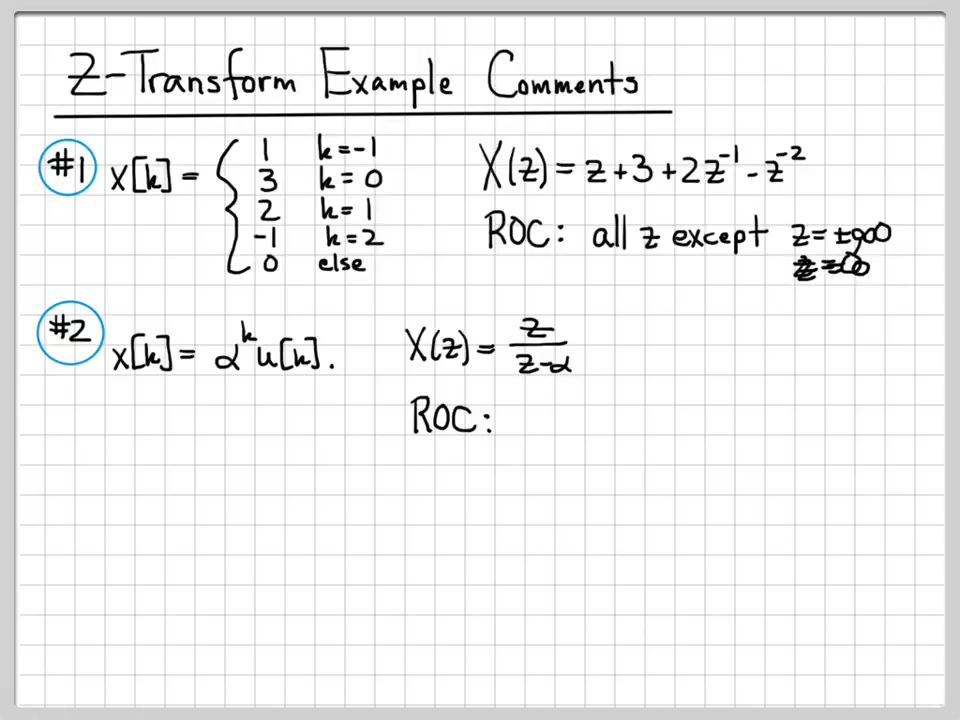 Z-Transform Example Comments
#1 x[k] = { 1 k=-1
3 k=0
2 k=1
-1 k=2
0 else
X(z) = z + 3 + 2z^-1 - z^-2
ROC: all z except z = ±∞
z = 0
#2 x[k] = α^k u[k].
X(z) = z / (z-α)
ROC: